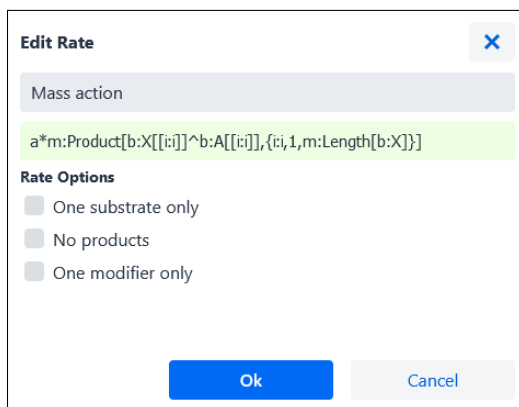 Edit Rate
Mass action
a*m:Product[b:X[[i:i]]^b:A[[i:i]],{i:i,1,m:Length[b:X]}]
Rate Options
One substrate only
No products
One modifier only
Ok
Cancel